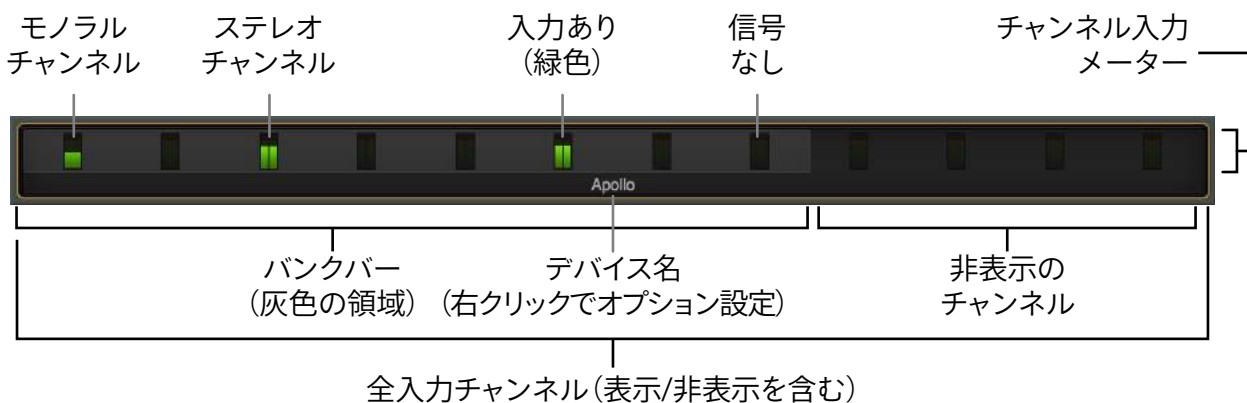 モノラル
チャンネル
ステレオ
チャンネル
入力あり
（緑色）
信号
なし
チャンネル入力
メーター
Apollo
バンクバー
（灰色の領域）
デバイス名
（右クリックでオプション設定）
非表示の
チャンネル
全入力チャンネル（表示/非表示を含む）